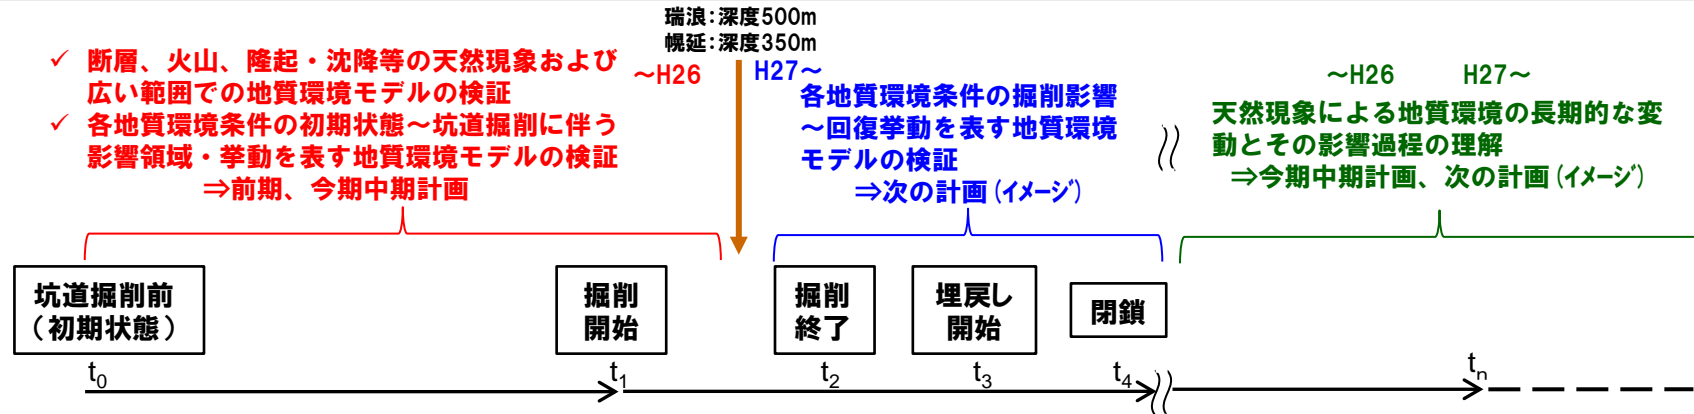 瑞浪:深度500m
幌延:深度350m
✓ 断層、火山、隆起・沈降等の天然現象および
広い範囲での地質環境モデルの検証
✓ 各地質環境条件の初期状態～坑道掘削に伴う
影響領域・挙動を表す地質環境モデルの検証
⇒前期、今期中期計画
～H26
H27～
各地質環境条件の掘削影響
～回復挙動を表す地質環境
モデルの検証
⇒次の計画(イメージ)
～H26 H27～
天然現象による地質環境の長期的な変
動とその影響過程の理解
⇒今期中期計画、次の計画(イメージ)
坑道掘削前
(初期状態)
掘削
開始
掘削
終了
埋戻し
開始
閉鎖
t0 t1 t2 t3 t4 tn